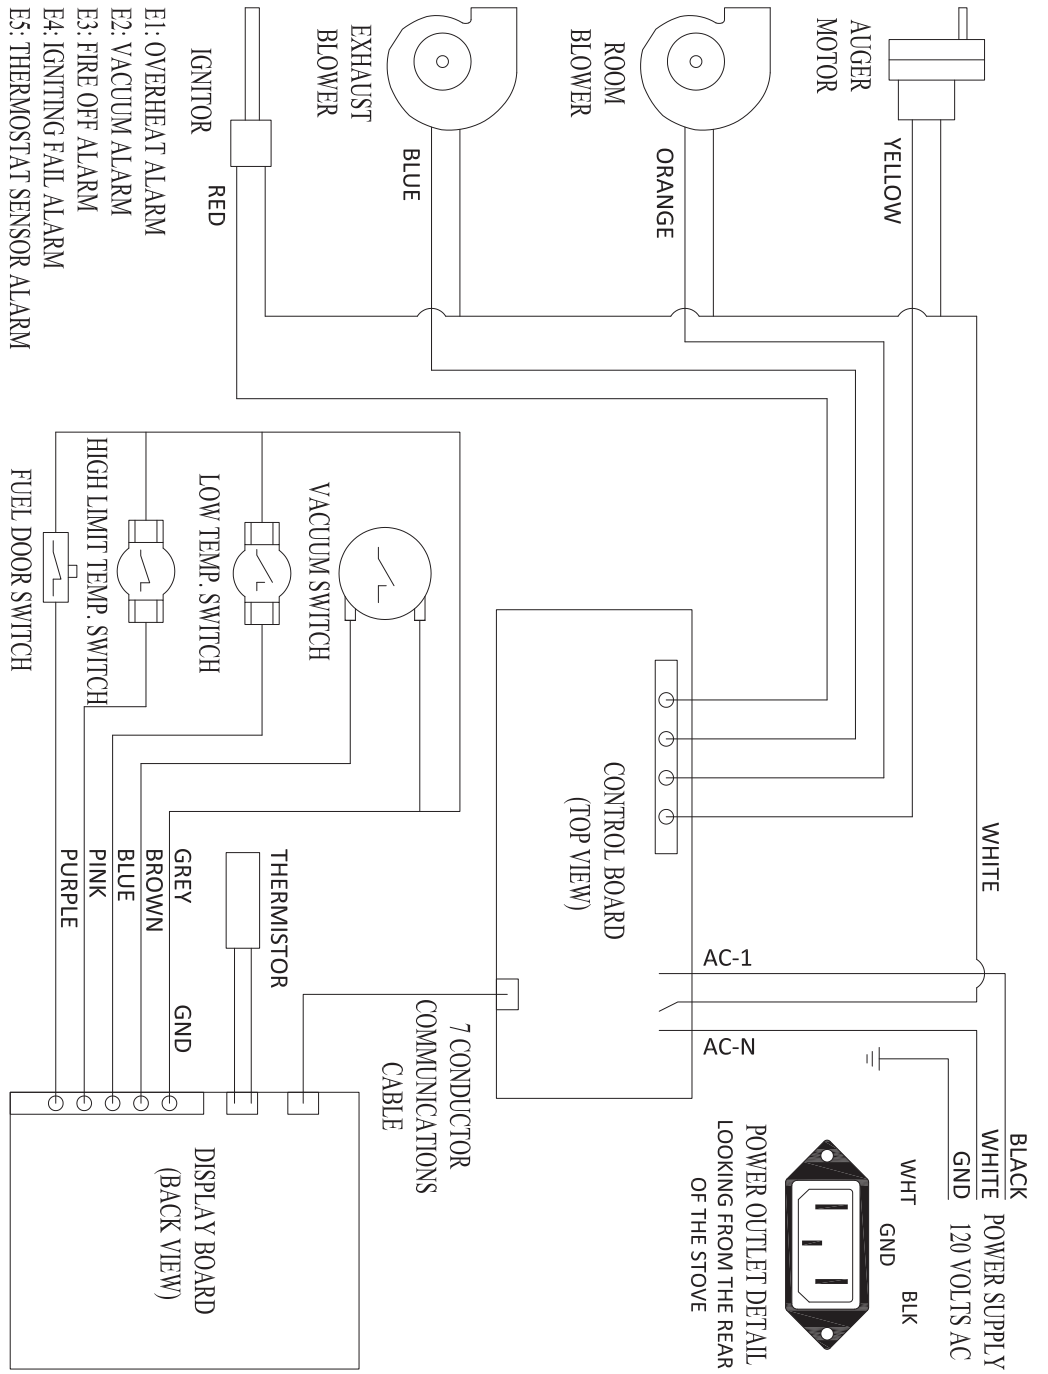 AUGER
MOTOR
YELLOW
ROOM
BLOWER
ORANGE
EXHAUST
BLOWER
BLUE
IGNITOR
RED
E1: OVERHEAT ALARM
E2: VACUUM ALARM
E3: FIRE OFF ALARM
E4: IGNITING FAIL ALARM
E5: THERMOSTAT SENSOR ALARM
WHITE
CONTROL BOARD
(TOP VIEW)
AC-1
AC-N
VACUUM SWITCH
LOW TEMP. SWITCH
HIGH LIMIT TEMP. SWITCH
FUEL DOOR SWITCH
THERMISTOR
GREY
GND
BROWN
BLUE
PINK
PURPLE
7 CONDUCTOR
COMMUNICATIONS
CABLE
DISPLAY BOARD
(BACK VIEW)
BLACK
WHITE
GND
POWER SUPPLY
120 VOLTS AC
WHT
GND
BLK
POWER OUTLET DETAIL
LOOKING FROM THE REAR
OF THE STOVE